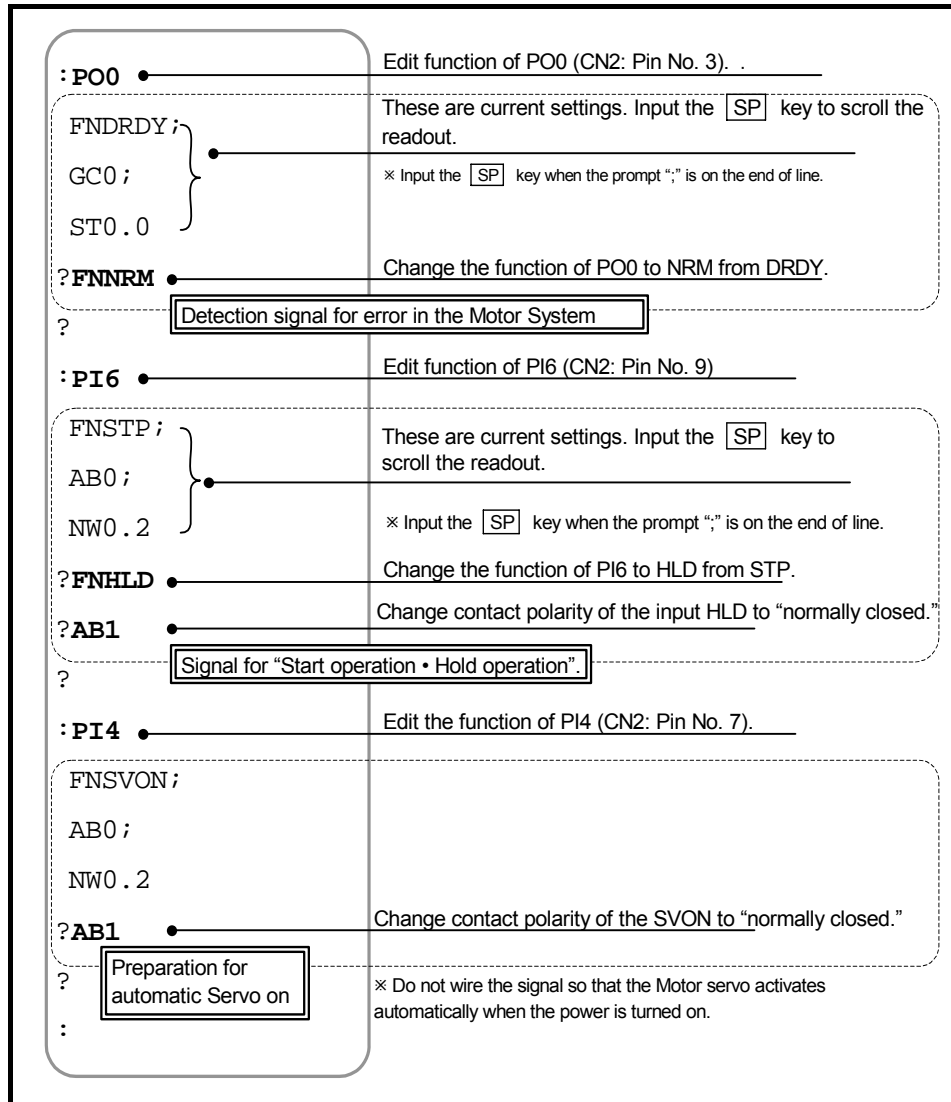 :PO0
Edit function of PO0 (CN2: Pin No. 3). .
FNDRDY;
GC0;
ST0.0
These are current settings. Input the SP key to scroll the
readout.
※ Input the SP key when the prompt “;” is on the end of line.
?FNNRM
Change the function of PO0 to NRM from DRDY.
Detection signal for error in the Motor System
?
:PI6
Edit function of PI6 (CN2: Pin No. 9)
FNSTP;
AB0;
NW0.2
These are current settings. Input the SP key to
scroll the readout.
※ Input the SP key when the prompt “;” is on the end of line.
?FNHLD
Change the function of PI6 to HLD from STP.
?AB1
Change contact polarity of the input HLD to “normally closed.”
Signal for “Start operation • Hold operation”.
?
:PI4
Edit the function of PI4 (CN2: Pin No. 7).
FNSVON;
AB0;
NW0.2
?AB1
Change contact polarity of the SVON to “normally closed.”
?
Preparation for
automatic Servo on
※ Do not wire the signal so that the Motor servo activates
automatically when the power is turned on.
: